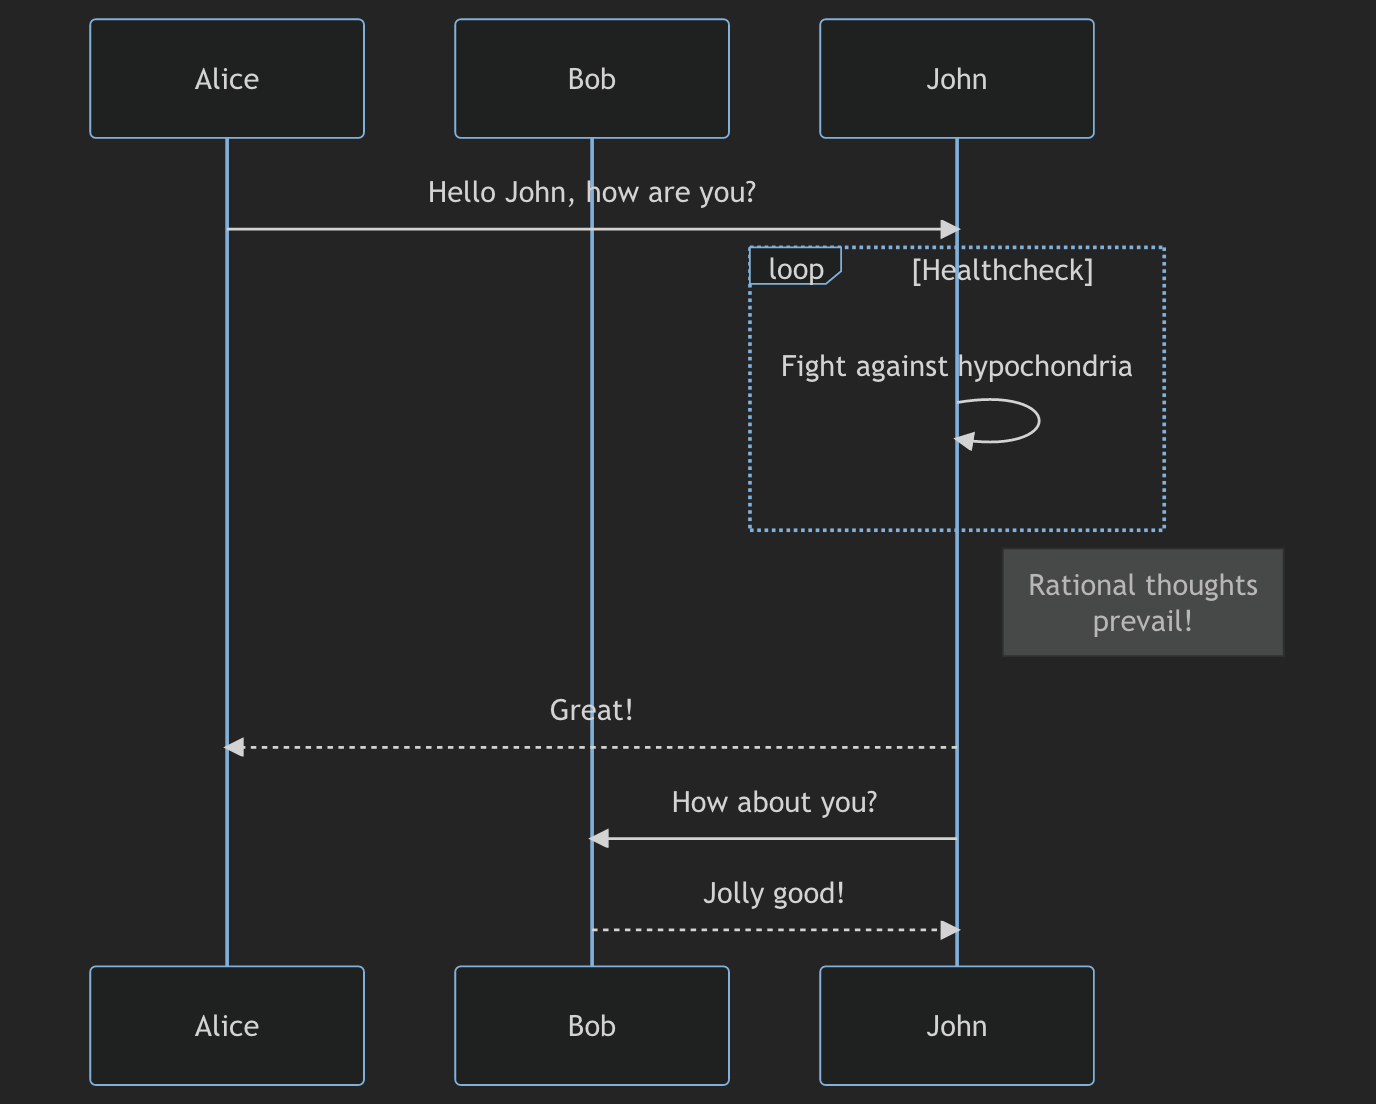 Alice
Bob
John
Hello John, how are you?
loop
[Healthcheck]
Fight against hypochondria
Rational thoughts
prevail!
Great!
How about you?
Jolly good!
Alice
Bob
John